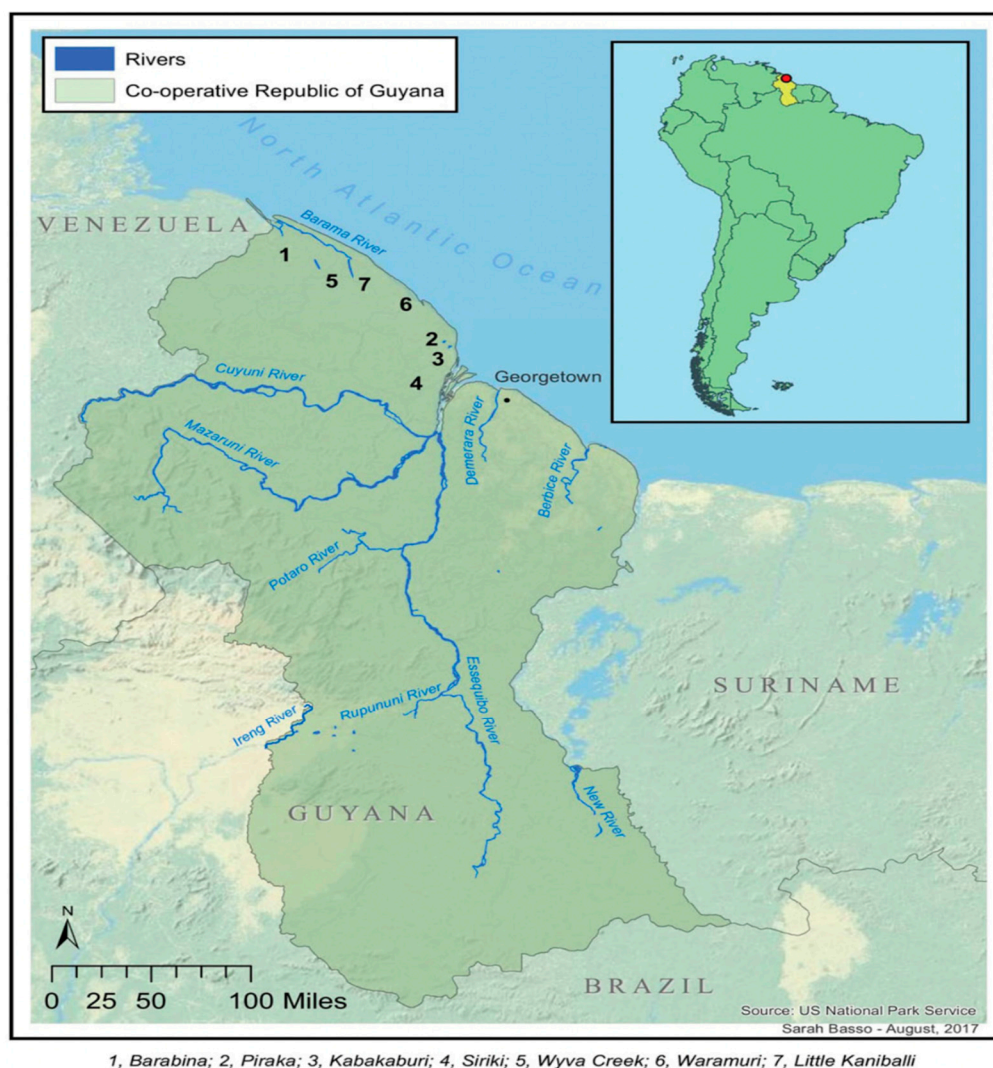 Rivers
Co-operative Republic of Guyana
North Atlantic Ocean
VENEZUELA
Barama River
1
5
7
6
2
3
4
Cuyuni River
Georgetown
Mazaruni River
Demerara River
Berbice River
Potaro River
Essequibo River
Rupununi River
SURINAME
Ireng River
GUYANA
New River
N
0 25 50 100 Miles
BRAZIL
Source: US National Park Service
Sarah Basso - August, 2017
1, Barabina; 2, Piraka; 3, Kabakaburi; 4, Siriki; 5, Wyva Creek; 6, Waramuri; 7, Little Kaniballi